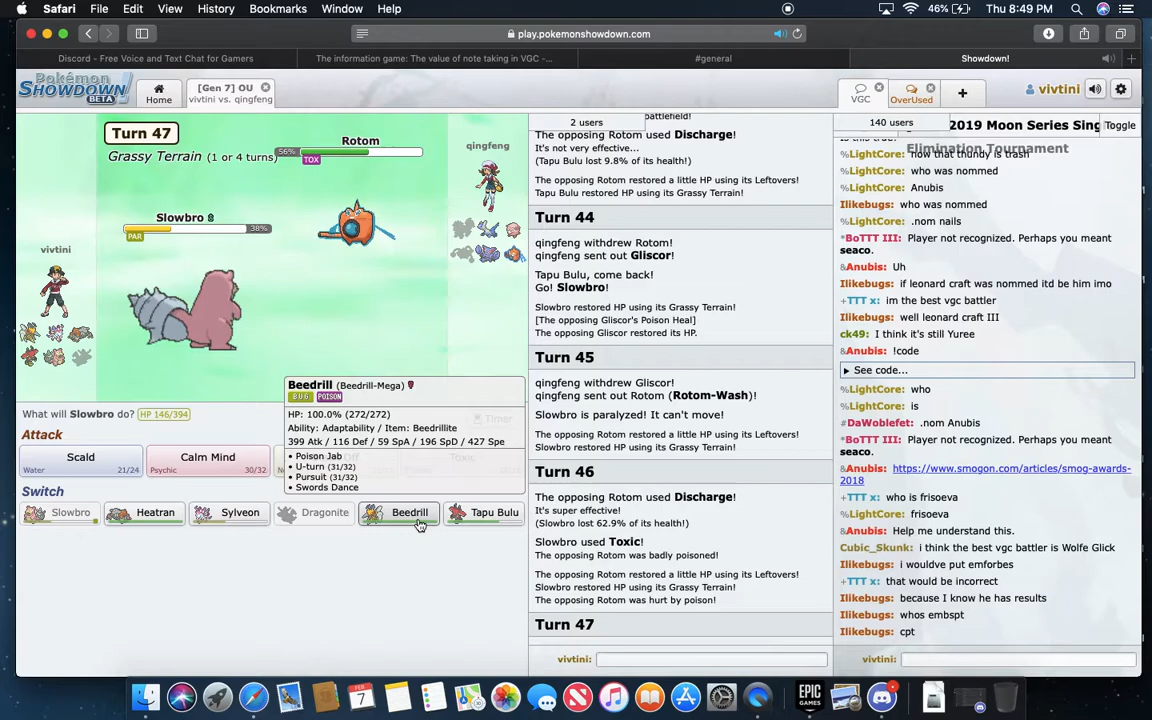 Safari File Edit View History Bookmarks Window Help
46% Thu 8:49 PM
play.pokemonshowdown.com
Discord - Free Voice and Text Chat for Gamers
The information game: The value of note taking in VGC -...
#general
Showdown!
Pokémon SHOWDOWN BETA
Home
[Gen 7] OU
vivtini vs. qingfeng
VGC
OverUsed
vivtini
Turn 47
Grassy Terrain (1 or 4 turns)
Rotom
56%
TOX
qingfeng
Slowbro
38%
PAR
vivtini
What will Slowbro do? HP 146/394
Timer
Attack
Scald
Water 21/24
Calm Mind
Psychic 30/32
Switch
Slowbro
Heatran
Sylveon
Dragonite
Beedrill
Tapu Bulu
Beedrill (Beedrill-Mega)
BUG POISON
HP: 100.0% (272/272)
Ability: Adaptability / Item: Beedrillite
399 Atk / 116 Def / 59 SpA / 196 SpD / 427 Spe
• Poison Jab
• U-turn (31/32)
• Pursuit (31/32)
• Swords Dance
2 users
battlefield!
The opposing Rotom used Discharge!
It's not very effective...
(Tapu Bulu lost 9.8% of its health!)
The opposing Rotom restored a little HP using its Leftovers!
Tapu Bulu restored HP using its Grassy Terrain!
Turn 44
qingfeng withdrew Rotom!
qingfeng sent out Gliscor!
Tapu Bulu, come back!
Go! Slowbro!
Slowbro restored HP using its Grassy Terrain!
[The opposing Gliscor's Poison Heal]
The opposing Gliscor restored its HP.
Turn 45
qingfeng withdrew Gliscor!
qingfeng sent out Rotom (Rotom-Wash)!
Slowbro is paralyzed! It can't move!
The opposing Rotom restored a little HP using its Leftovers!
Slowbro restored HP using its Grassy Terrain!
Turn 46
The opposing Rotom used Discharge!
It's super effective!
(Slowbro lost 62.9% of its health!)
Slowbro used Toxic!
The opposing Rotom was badly poisoned!
The opposing Rotom restored a little HP using its Leftovers!
Slowbro restored HP using its Grassy Terrain!
The opposing Rotom was hurt by poison!
Turn 47
vivtini:
140 users
2019 Moon Series Sing
Toggle
Elimination Tournament
%LightCore: now that thundy is trash
%LightCore: who was nommed
%LightCore: Anubis
Ilikebugs: who was nommed
%LightCore: .nom nails
*BoTTT III: Player not recognized. Perhaps you meant
seaco.
&Anubis: Uh
Ilikebugs: if leonard craft was nommed itd be him imo
+TTT x: im the best vgc battler
Ilikebugs: well leonard craft III
ck49: I think it's still Yuree
&Anubis: !code
▶ See code...
%LightCore: who
%LightCore: is
#DaWoblefet: .nom Anubis
*BoTTT III: Player not recognized. Perhaps you meant
seaco.
&Anubis: https://www.smogon.com/articles/smog-awards-
2018
+TTT x: who is frisoeva
%LightCore: frisoeva
&Anubis: Help me understand this.
Cubic_Skunk: i think the best vgc battler is Wolfe Glick
Ilikebugs: i wouldve put emforbes
+TTT x: that would be incorrect
Ilikebugs: because I know he has results
Ilikebugs: whos embspt
Ilikebugs: cpt
vivtini: